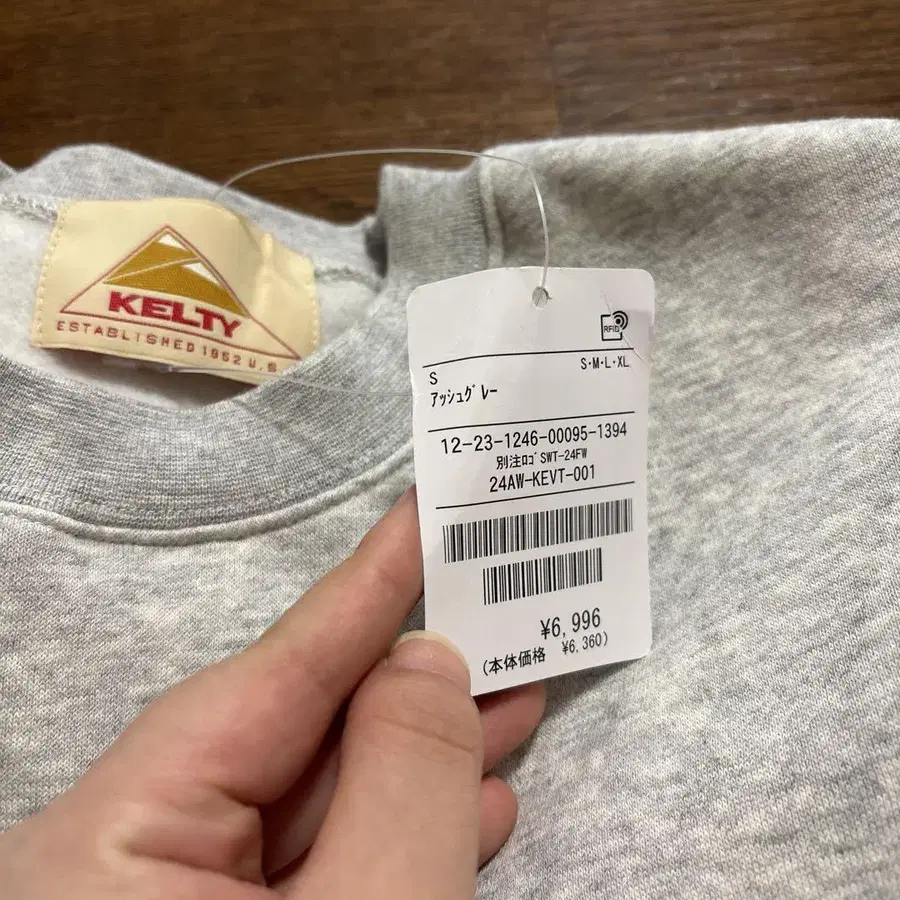 KELTY
ESTABLISHED 1952 U.S
RFID
S
S・M・L・XL
アッシュグレー
12-23-1246-00095-1394
別注ロゴSWT-24FW
24AW-KEVT-001
¥6,996
(本体価格 ¥6,360)